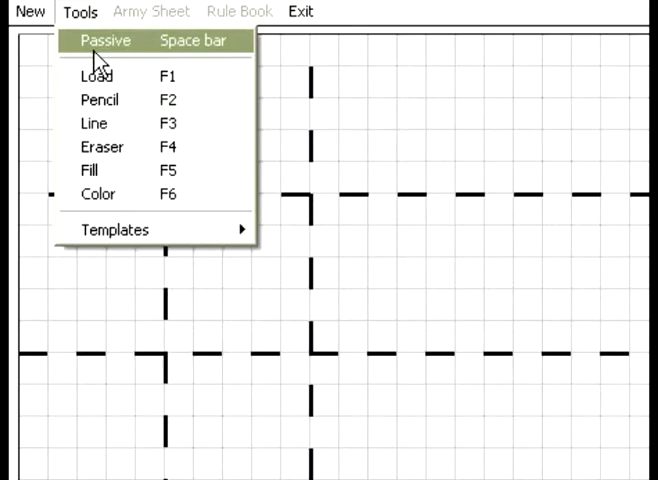 New Tools Army Sheet Rule Book Exit
Passive Space bar
Load F1
Pencil F2
Line F3
Eraser F4
Fill F5
Color F6
Templates